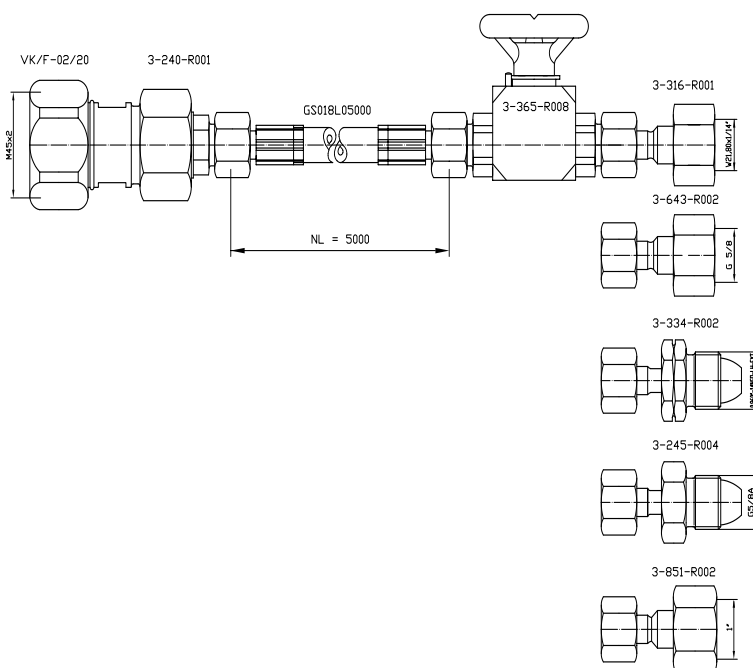 VK/F-02/20
3-240-R001
GS018L05000
3-365-R008
3-316-R001
M45x2
W21,80x1/14"
NL = 5000
3-643-R002
G 5/8
3-334-R002
3-245-R004
G5/8A
3-851-R002
1"